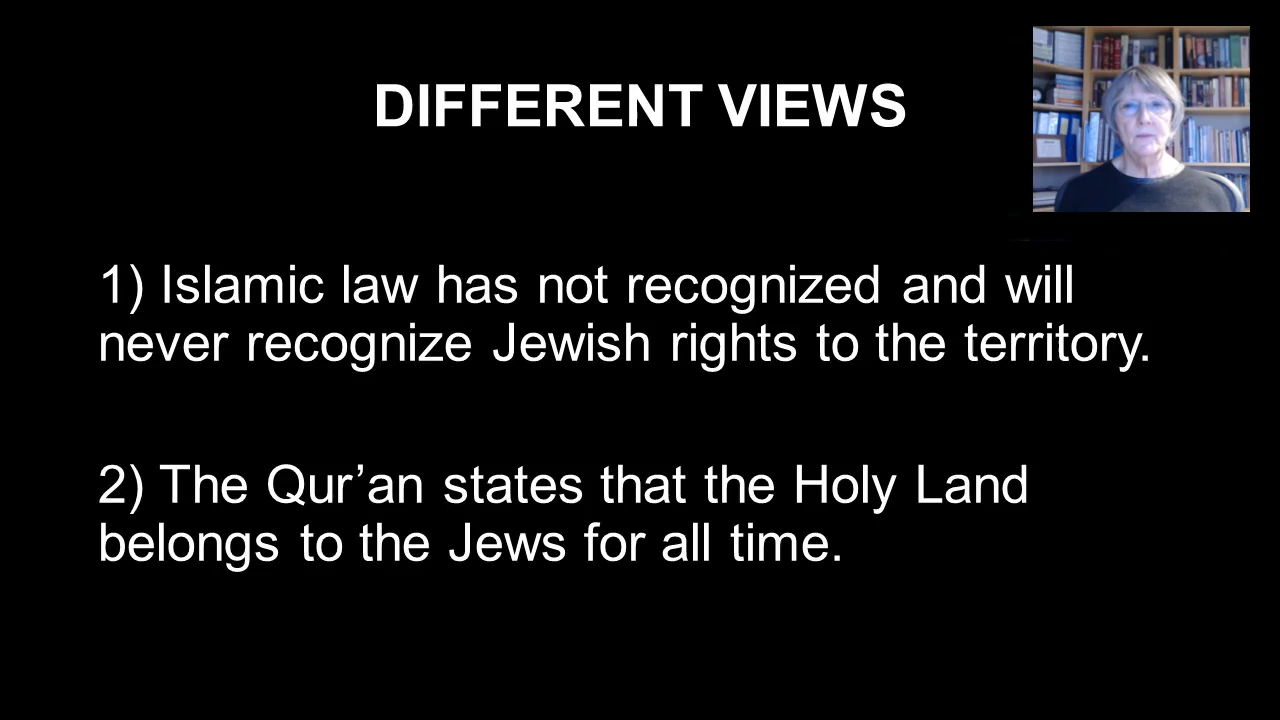 DIFFERENT VIEWS
1) Islamic law has not recognized and will
never recognize Jewish rights to the territory.
2) The Qur’an states that the Holy Land
belongs to the Jews for all time.